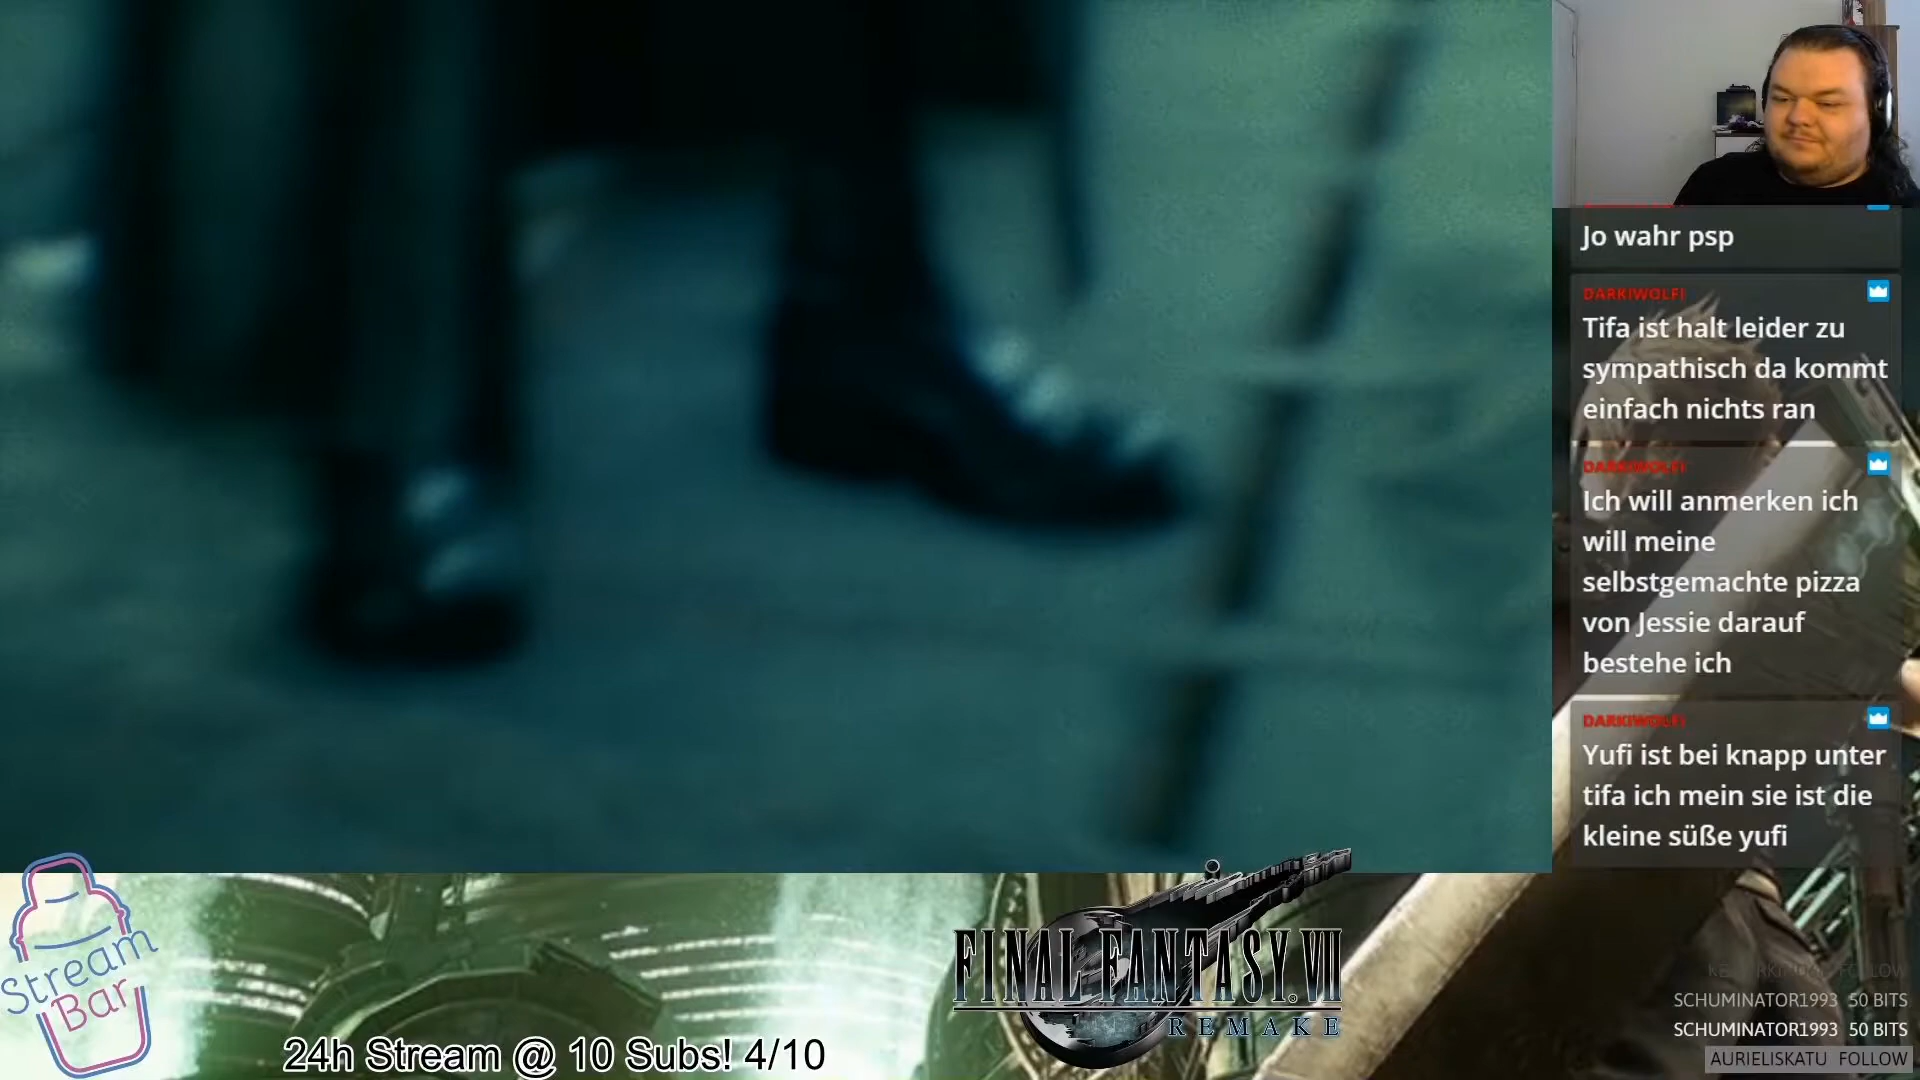 Jo wahr psp
DARKIWOLFI
Tifa ist halt leider zu
sympathisch da kommt
einfach nichts ran
DARKIWOLFI
Ich will anmerken ich
will meine
selbstgemachte pizza
von Jessie darauf
bestehe ich
DARKIWOLFI
Yufi ist bei knapp unter
tifa ich mein sie ist die
kleine süße yufi
Stream
Bar
24h Stream @ 10 Subs! 4/10
FINAL FANTASY VII
REMAKE
FOLLOW
SCHUMINATOR1993 50 BITS
SCHUMINATOR1993 50 BITS
AURIELISKATU FOLLOW